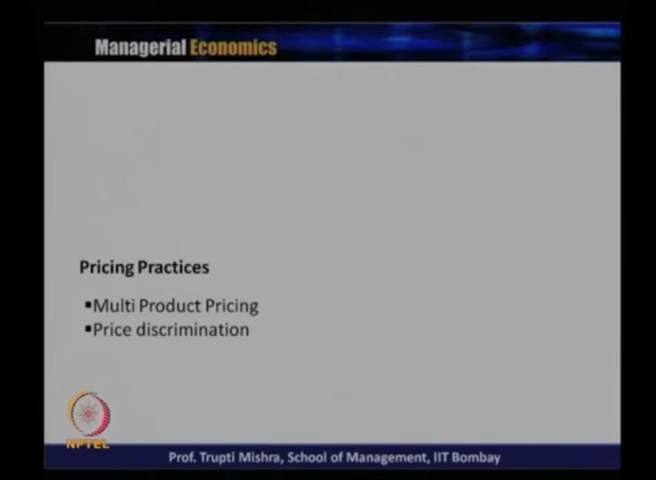 Managerial Economics
Pricing Practices
▪Multi Product Pricing
▪Price discrimination
NPTEL
Prof. Trupti Mishra, School of Management, IIT Bombay